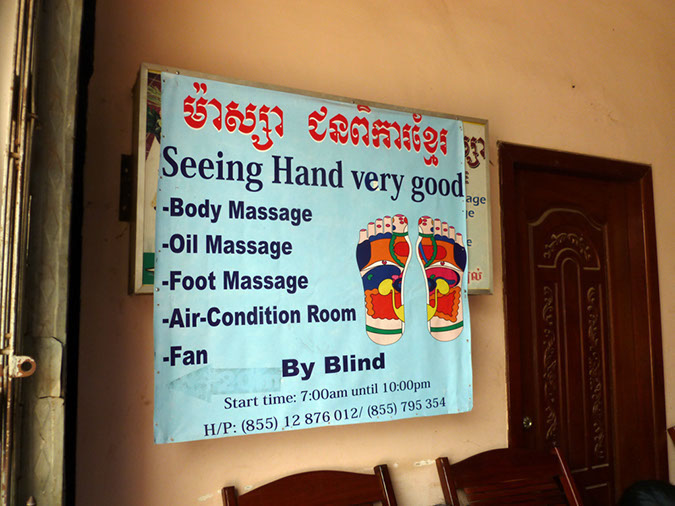 ម៉ាស្សា ជនពិការខ្មែរ
Seeing Hand very good
-Body Massage
-Oil Massage
-Foot Massage
-Air-Condition Room
-Fan
By Blind
Start time: 7:00am until 10:00pm
H/P: (855) 12 876 012/ (855) 795 354